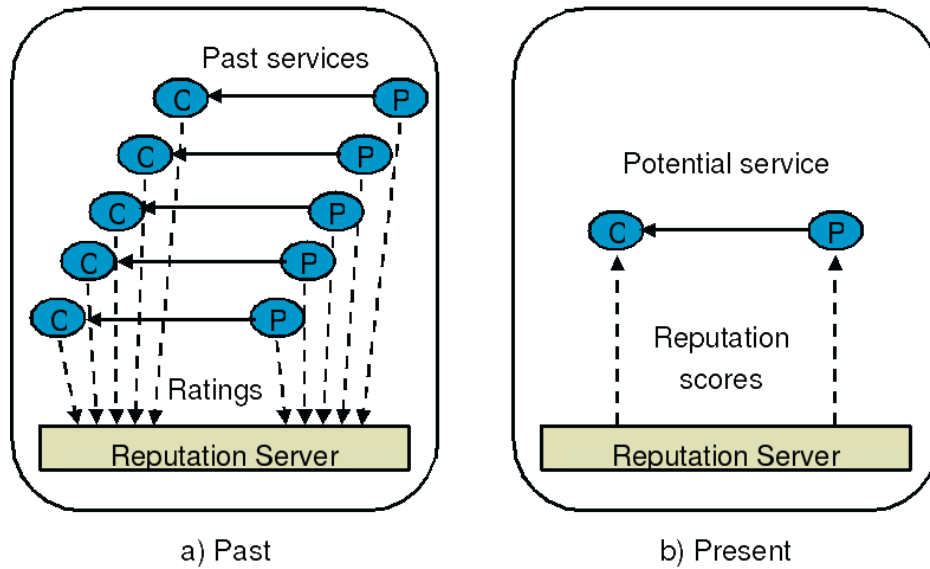 Past services
C P
C P
C P
C P
C P
Ratings
Reputation Server
a) Past
Potential service
C P
Reputation
scores
Reputation Server
b) Present